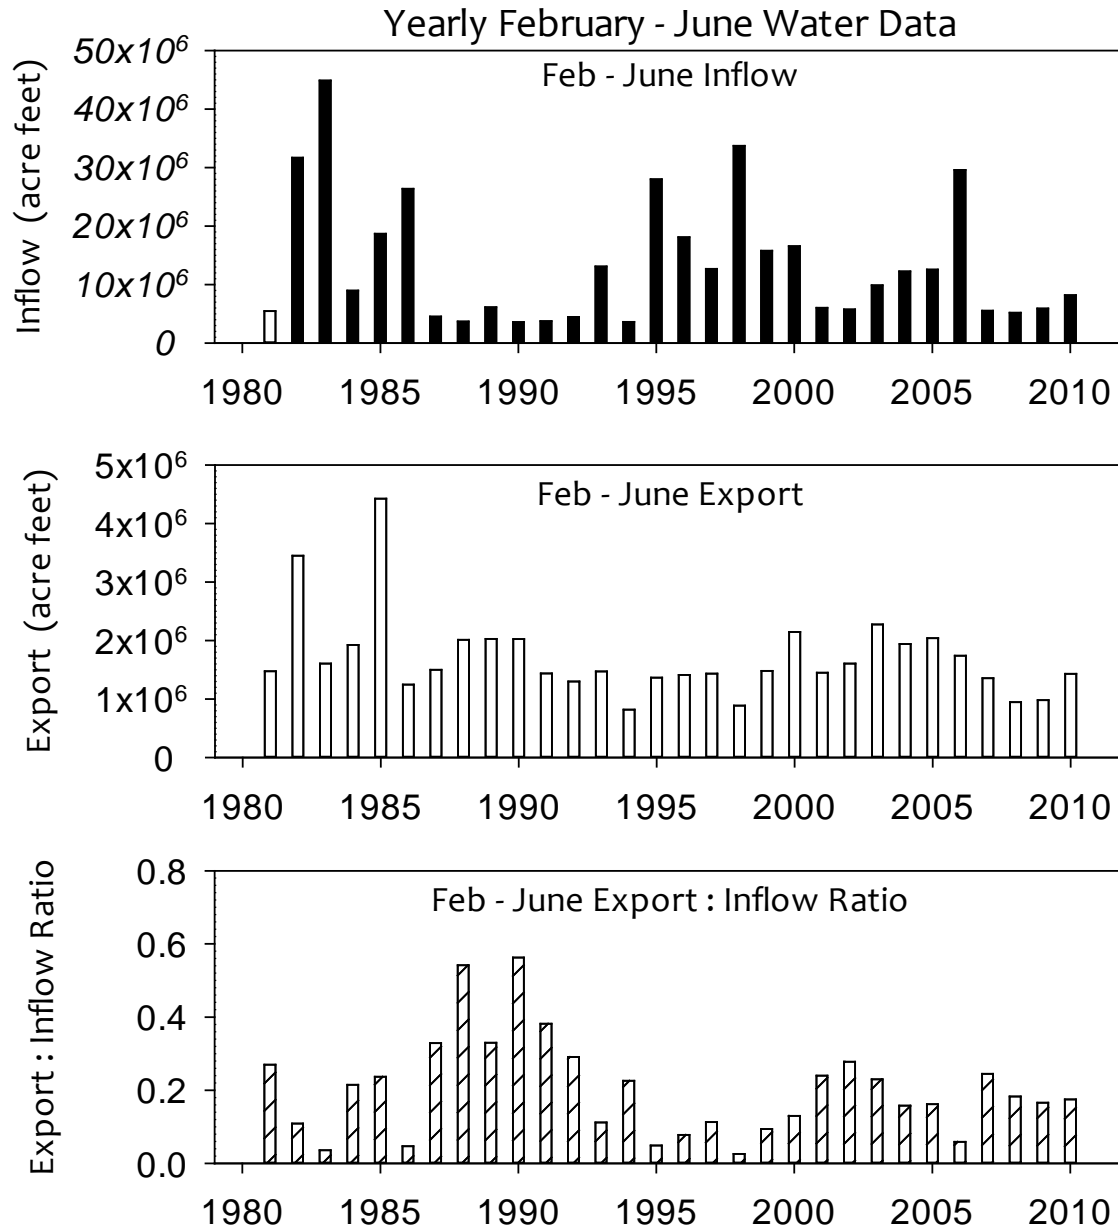 Yearly February - June Water Data
Feb - June Inflow
Inflow (acre feet)
50x10⁶
40x10⁶
30x10⁶
20x10⁶
10x10⁶
0
1980 1985 1990 1995 2000 2005 2010
Feb - June Export
Export (acre feet)
5x10⁶
4x10⁶
3x10⁶
2x10⁶
1x10⁶
0
1980 1985 1990 1995 2000 2005 2010
Feb - June Export : Inflow Ratio
Export : Inflow Ratio
0.8
0.6
0.4
0.2
0.0
1980 1985 1990 1995 2000 2005 2010